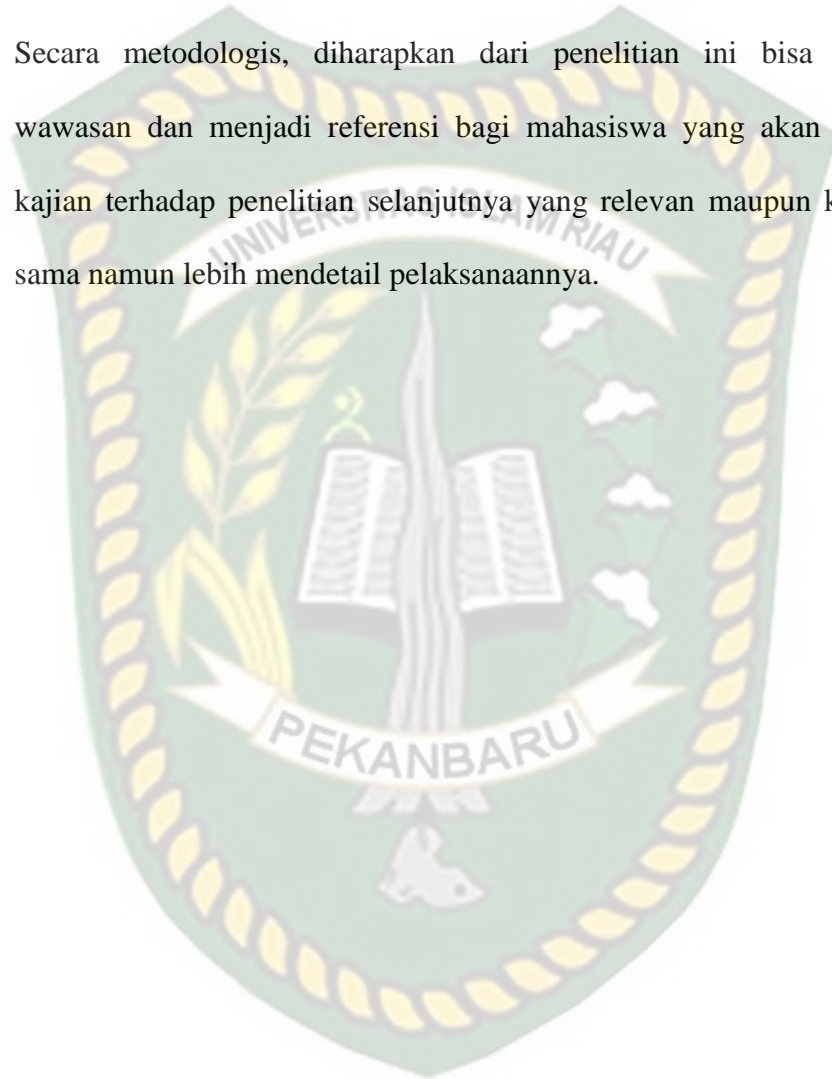 Secara metodologis, diharapkan dari penelitian ini bisa
wawasan dan menjadi referensi bagi mahasiswa yang akan
kajian terhadap penelitian selanjutnya yang relevan maupun
sama namun lebih mendetail pelaksanaannya.
UNIVERSITAS ISLAM RIAU
PEKANBARU